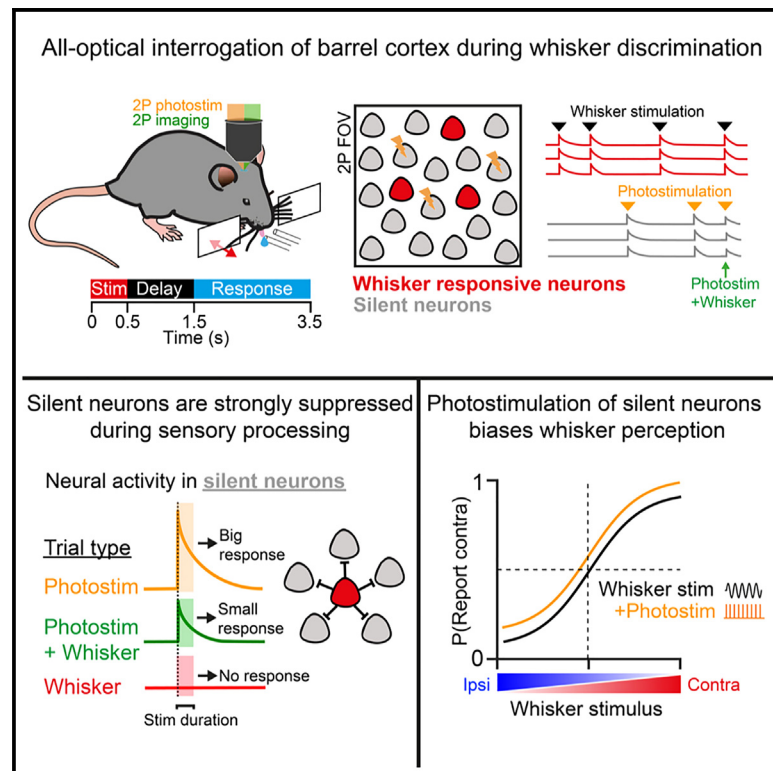 All-optical interrogation of barrel cortex during whisker discrimination
2P photostim
2P imaging
Stim Delay Response
0 0.5 1.5 3.5
Time (s)
2P FOV
Whisker responsive neurons
Silent neurons
Whisker stimulation
Photostimulation
Photostim
+Whisker
Silent neurons are strongly suppressed
during sensory processing
Neural activity in silent neurons
Trial type
Photostim
Big
response
Photostim
+ Whisker
Small
response
Whisker
No response
Stim duration
Photostimulation of silent neurons
biases whisker perception
P(Report contra)
1
0
Whisker stim
+Photostim
Ipsi
Contra
Whisker stimulus